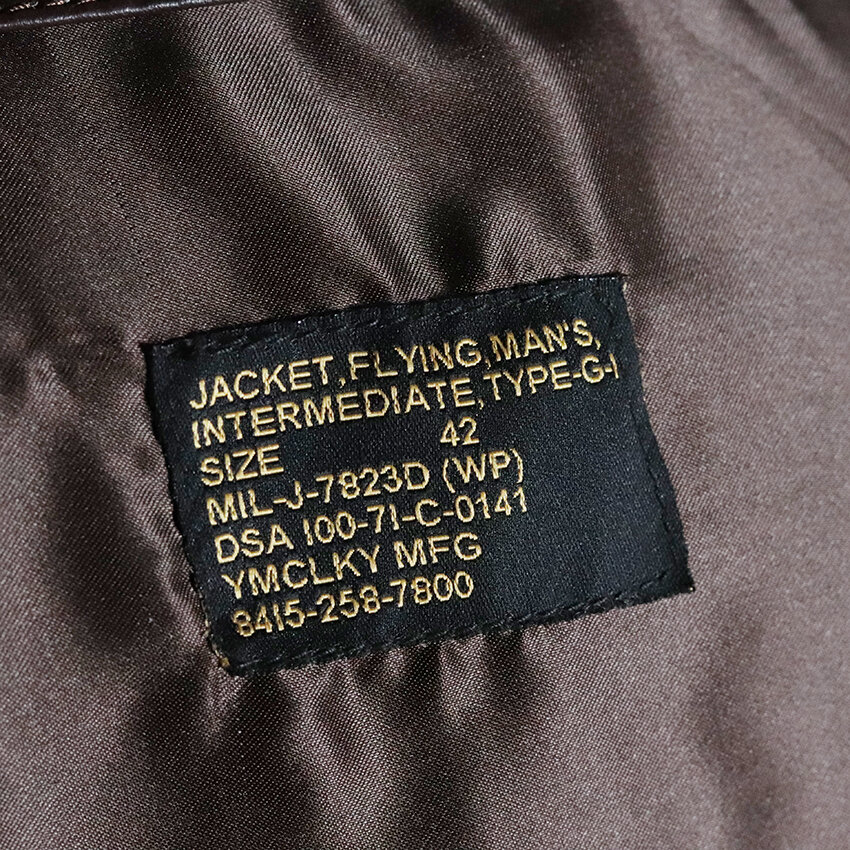 JACKET,FLYING,MAN'S,
INTERMEDIATE,TYPE-G-1
SIZE 42
MIL-J-7823D (WP)
DSA 100-71-C-0141
YMCLKY MFG
8415-258-7800